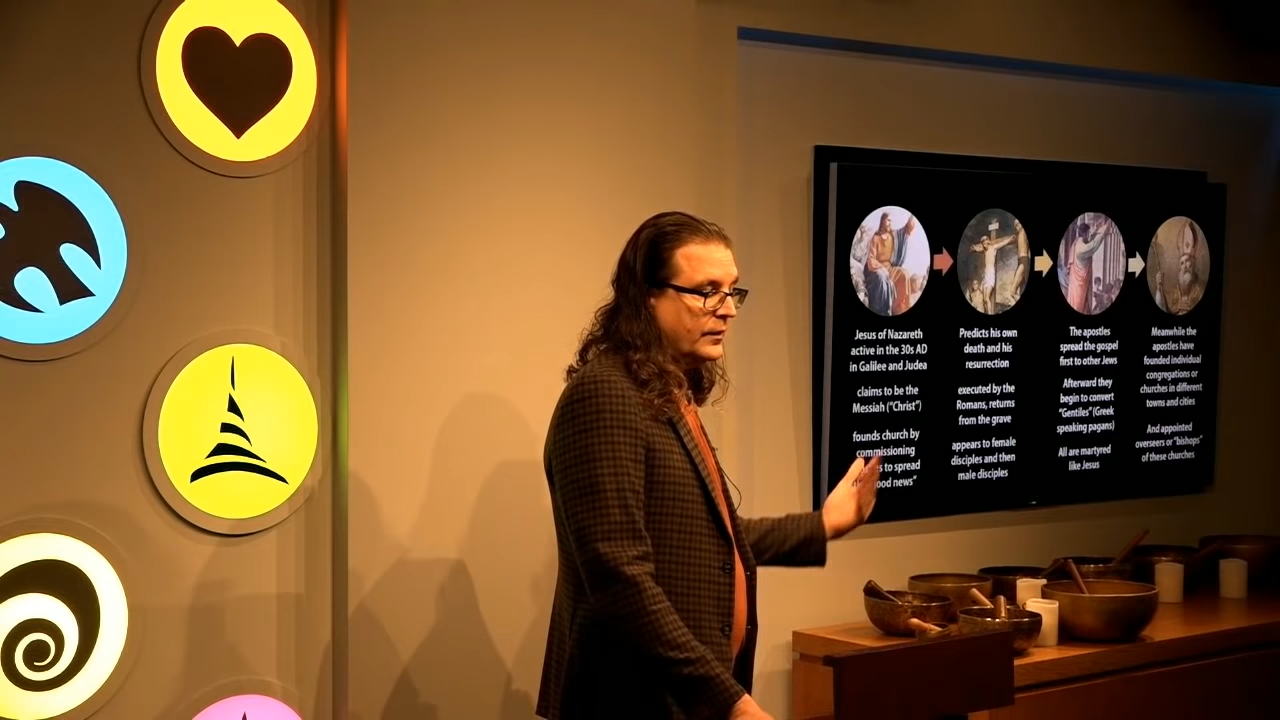 Jesus of Nazareth
active in the 30s AD
in Galilee and Judea
claims to be the
Messiah ("Christ")
founds church by
commissioning
to spread
news"
Predicts his own
death and his
resurrection
executed by the
Romans, returns
from the grave
appears to female
disciples and then
male disciples
The apostles
spread the gospel
first to other Jews
Afterward they
begin to convert
"Gentiles" (Greek
speaking pagans)
All are martyred
like Jesus
Meanwhile the
apostles have
founded individual
congregations or
churches in different
towns and cities
And appointed
overseers or "bishops"
of these churches